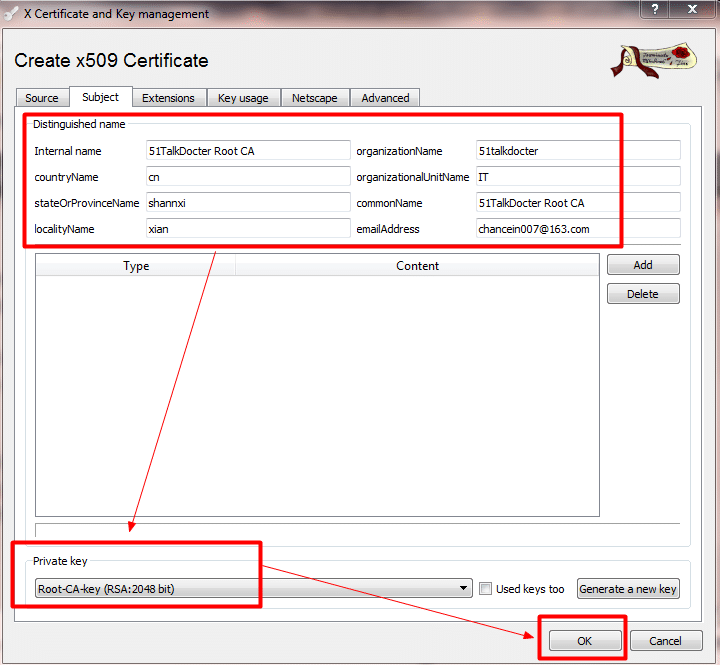 X Certificate and Key management
?
X
Create x509 Certificate
Source Subject Extensions Key usage Netscape Advanced
Distinguished name
Internal name 51TalkDocter Root CA organizationName 51talkdocter
countryName cn organizationalUnitName IT
stateOrProvinceName shannxi commonName 51TalkDocter Root CA
localityName xian emailAddress chancein007@163.com
Type Content Add
Delete
Private key
Root-CA-key (RSA:2048 bit) Used keys too Generate a new key
OK Cancel